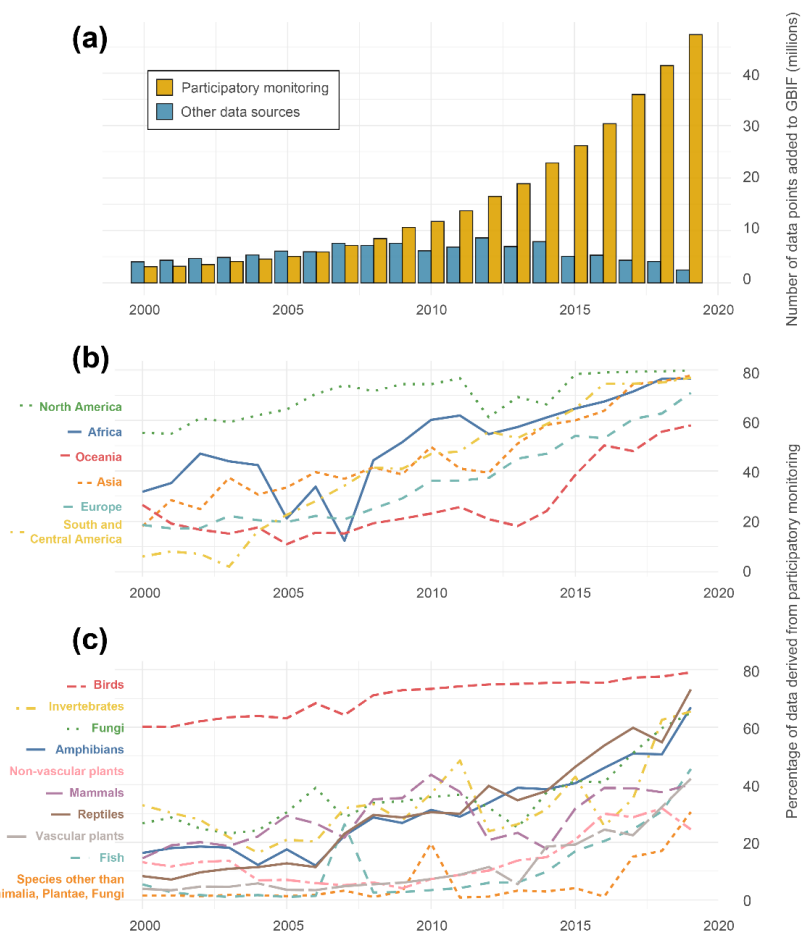 (a)
Participatory monitoring
Other data sources
Number of data points added to GBIF (millions)
40
30
20
10
0
2000 2005 2010 2015 2020
(b)
North America
Africa
Oceania
Asia
Europe
South and
Central America
80
60
40
20
0
2000 2005 2010 2015 2020
Percentage of data derived from participatory monitoring
(c)
Birds
Invertebrates
Fungi
Amphibians
Non-vascular plants
Mammals
Reptiles
Vascular plants
Fish
Species other than
nimalia, Plantae, Fungi
80
60
40
20
0
2000 2005 2010 2015 2020